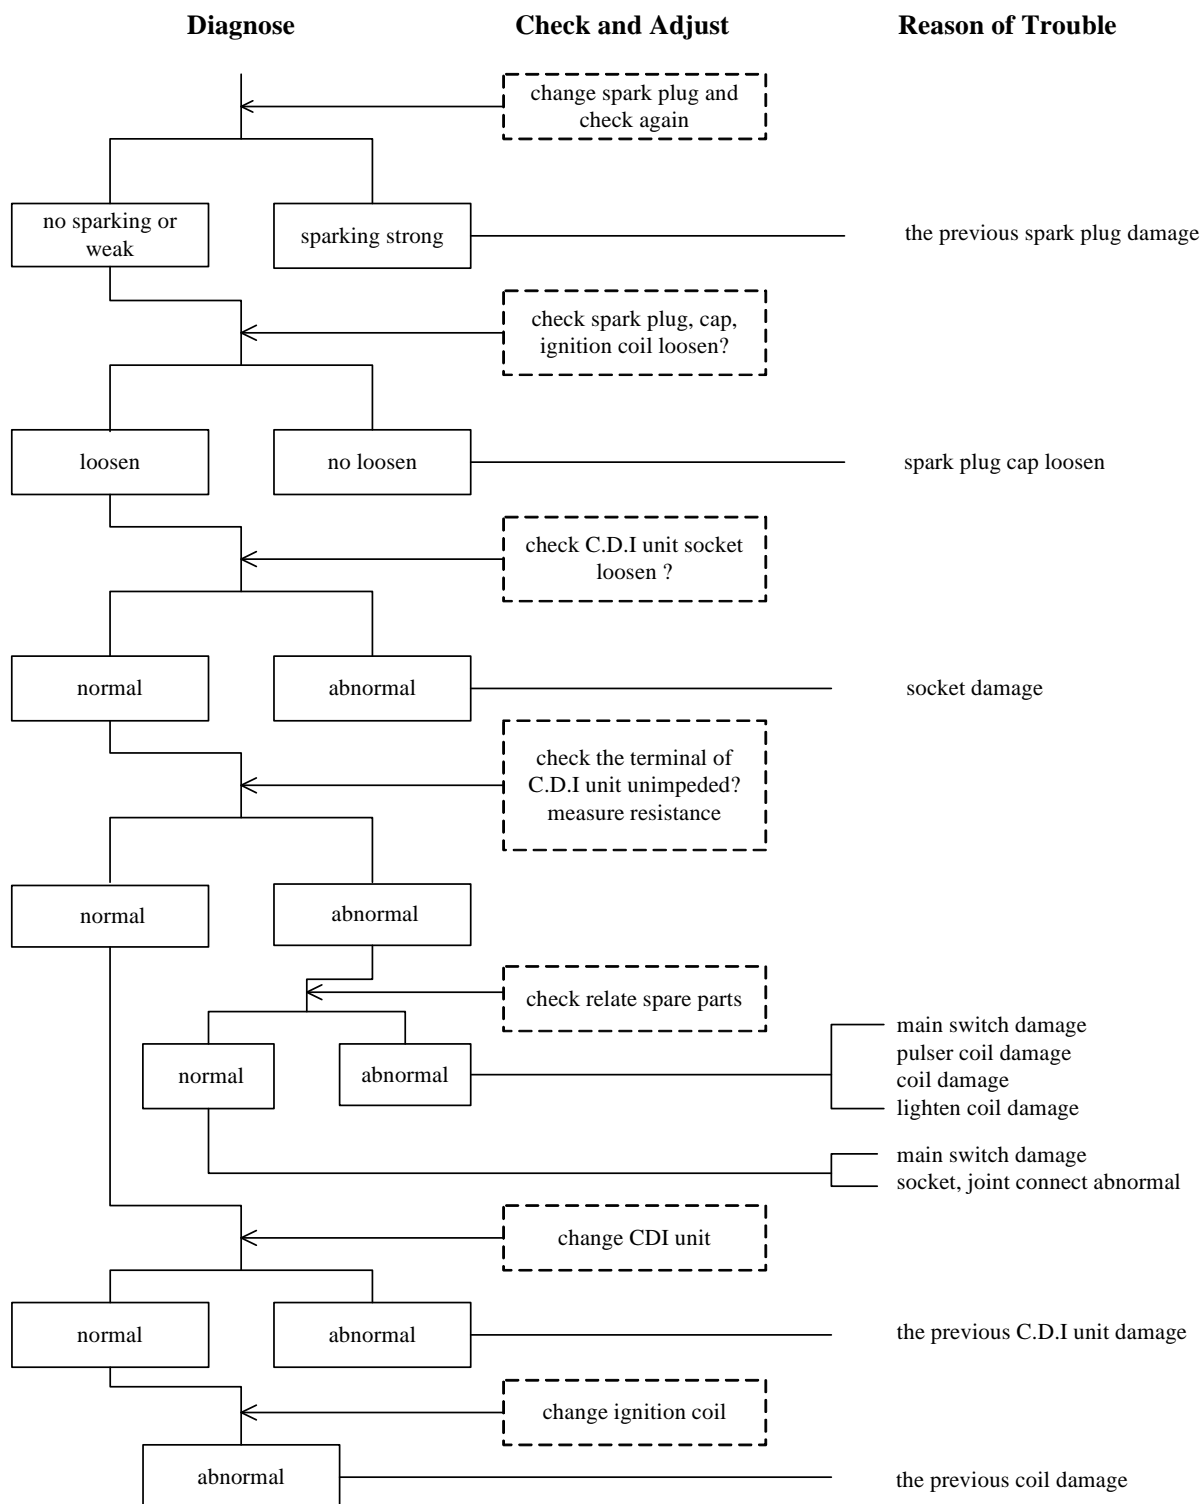 Diagnose
Check and Adjust
Reason of Trouble
change spark plug and
check again
no sparking or
weak
sparking strong
the previous spark plug damage
check spark plug, cap,
ignition coil loosen?
loosen
no loosen
spark plug cap loosen
check C.D.I unit socket
loosen ?
normal
abnormal
socket damage
check the terminal of
C.D.I unit unimpeded?
measure resistance
normal
abnormal
check relate spare parts
normal
abnormal
main switch damage
pulser coil damage
coil damage
lighten coil damage
main switch damage
socket, joint connect abnormal
change CDI unit
normal
abnormal
the previous C.D.I unit damage
change ignition coil
abnormal
the previous coil damage